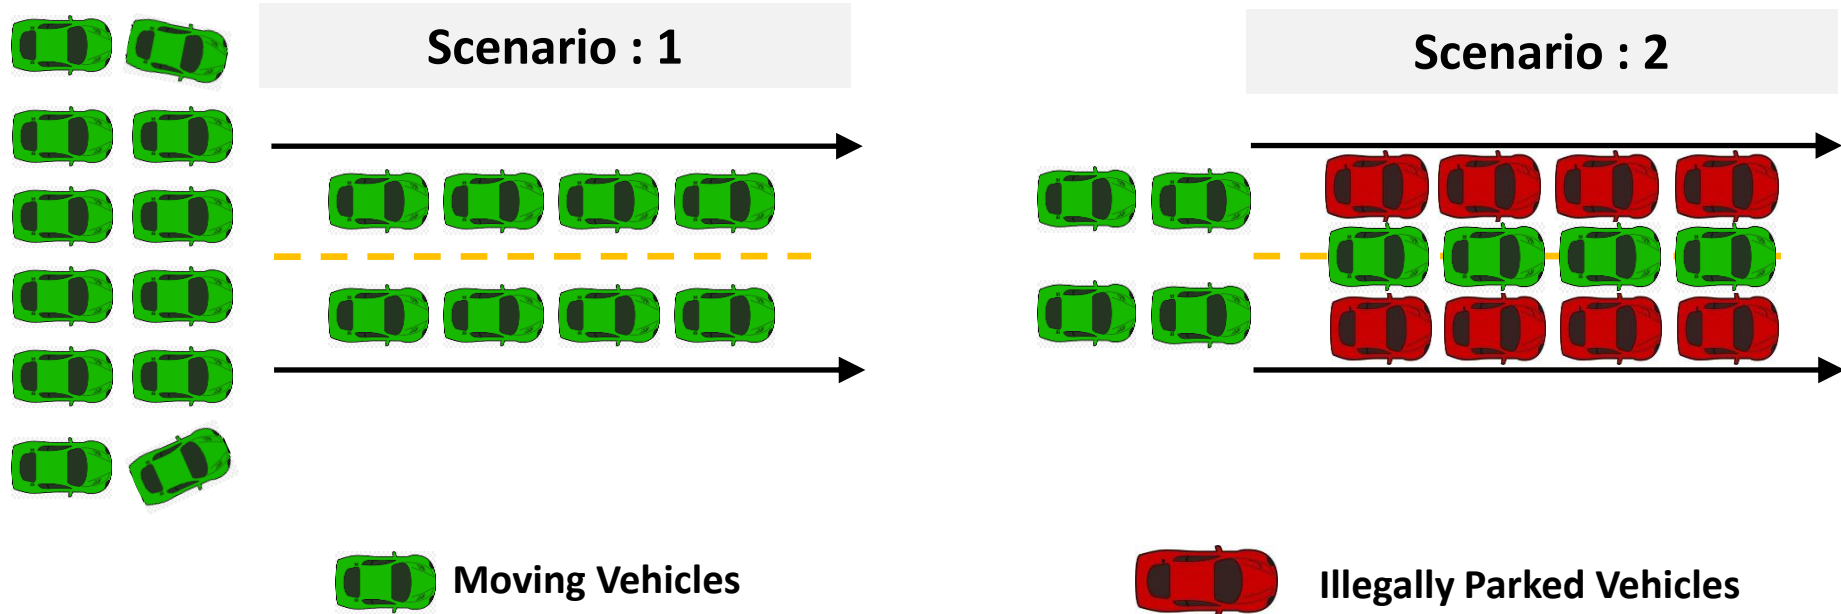 Scenario : 1
Scenario : 2
Moving Vehicles
Illegally Parked Vehicles